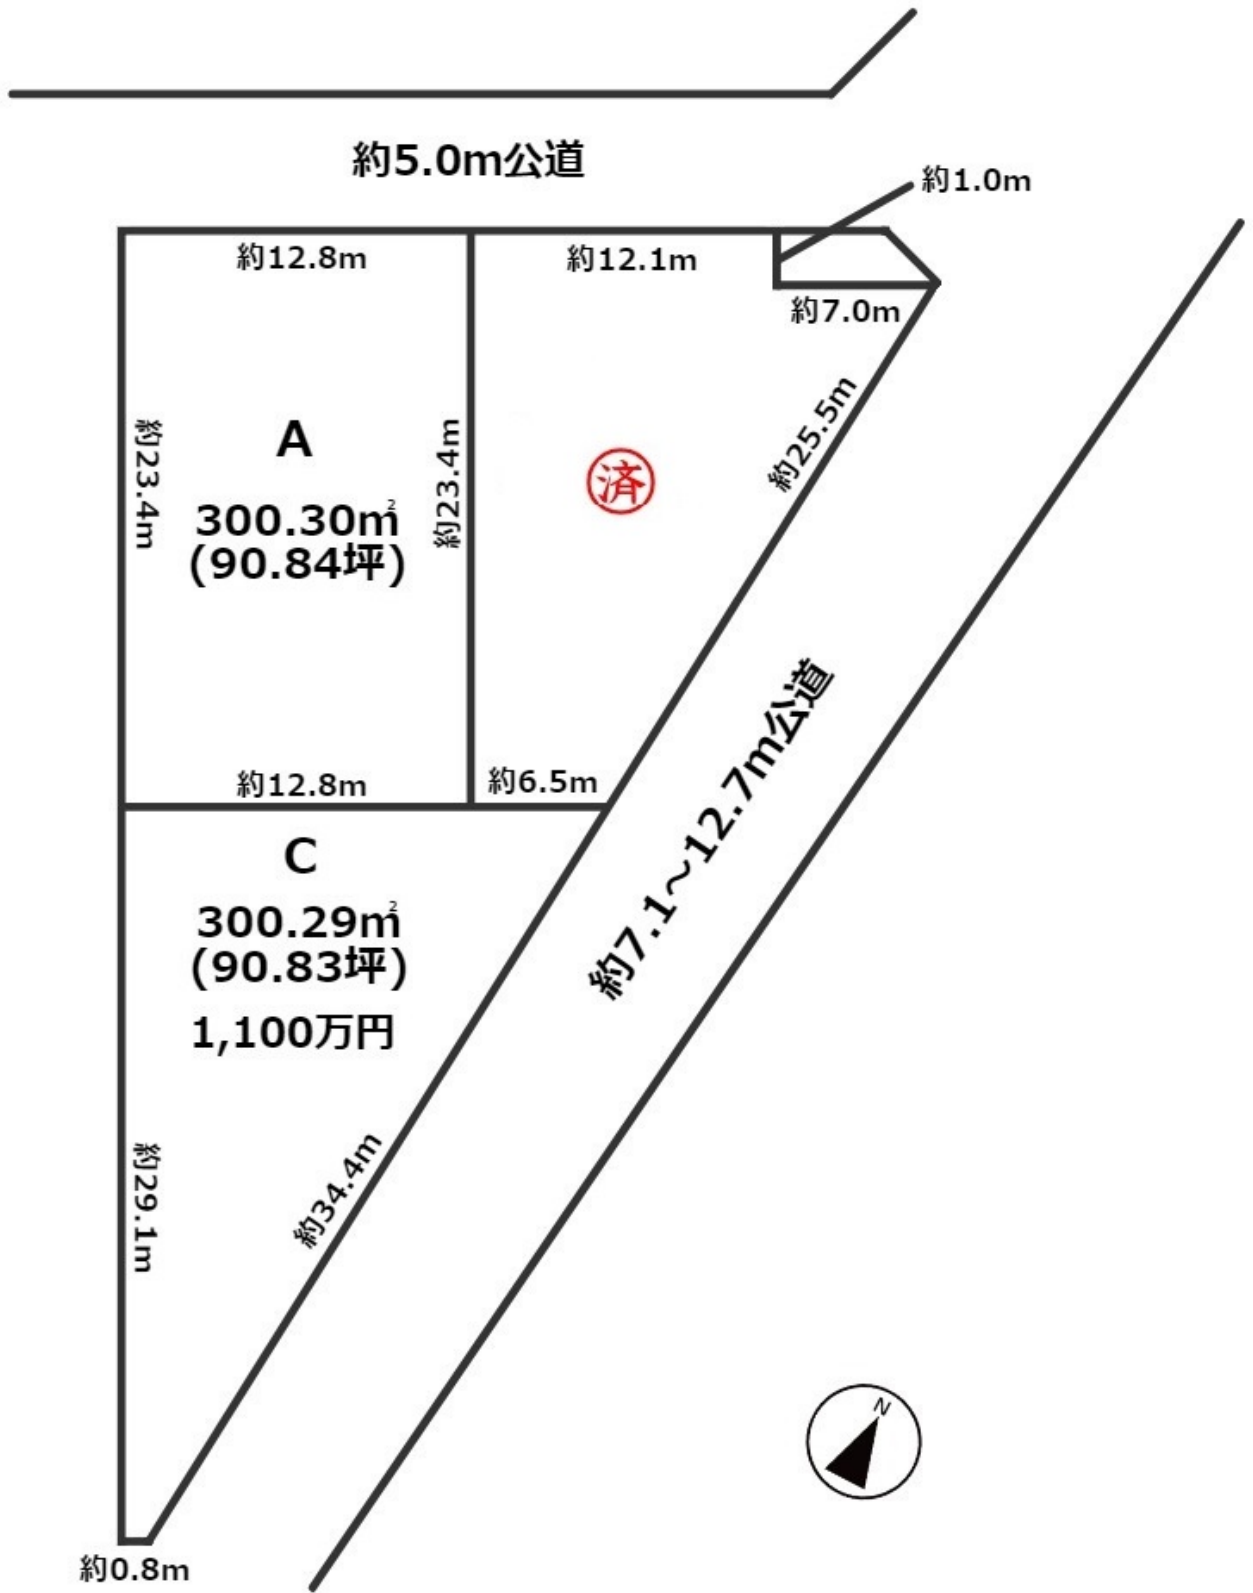 約5.0m公道
約1.0m
約12.8m
約12.1m
約7.0m
約23.4m
A
300.30㎡
(90.84坪)
約23.4m
済
約25.5m
約12.8m
約6.5m
約7.1～12.7m公道
C
300.29㎡
(90.83坪)
1,100万円
約29.1m
約34.4m
N
約0.8m